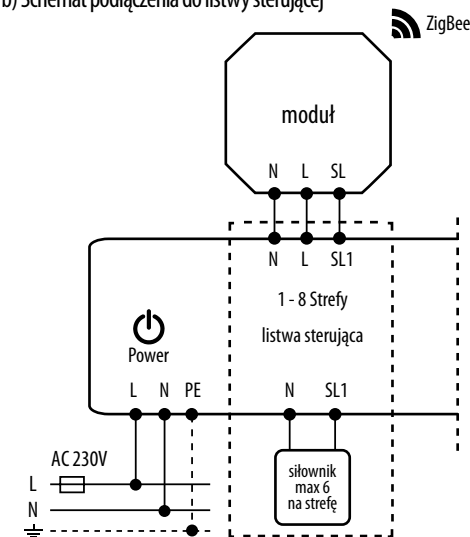 b) Schemat podłączenia do listwy sterującej
ZigBee
moduł
N L SL
N L SL1
1 - 8 Strefy
listwa sterująca
Power
L N PE
N SL1
AC 230V
L
N
siłownik
max 6
na strefę